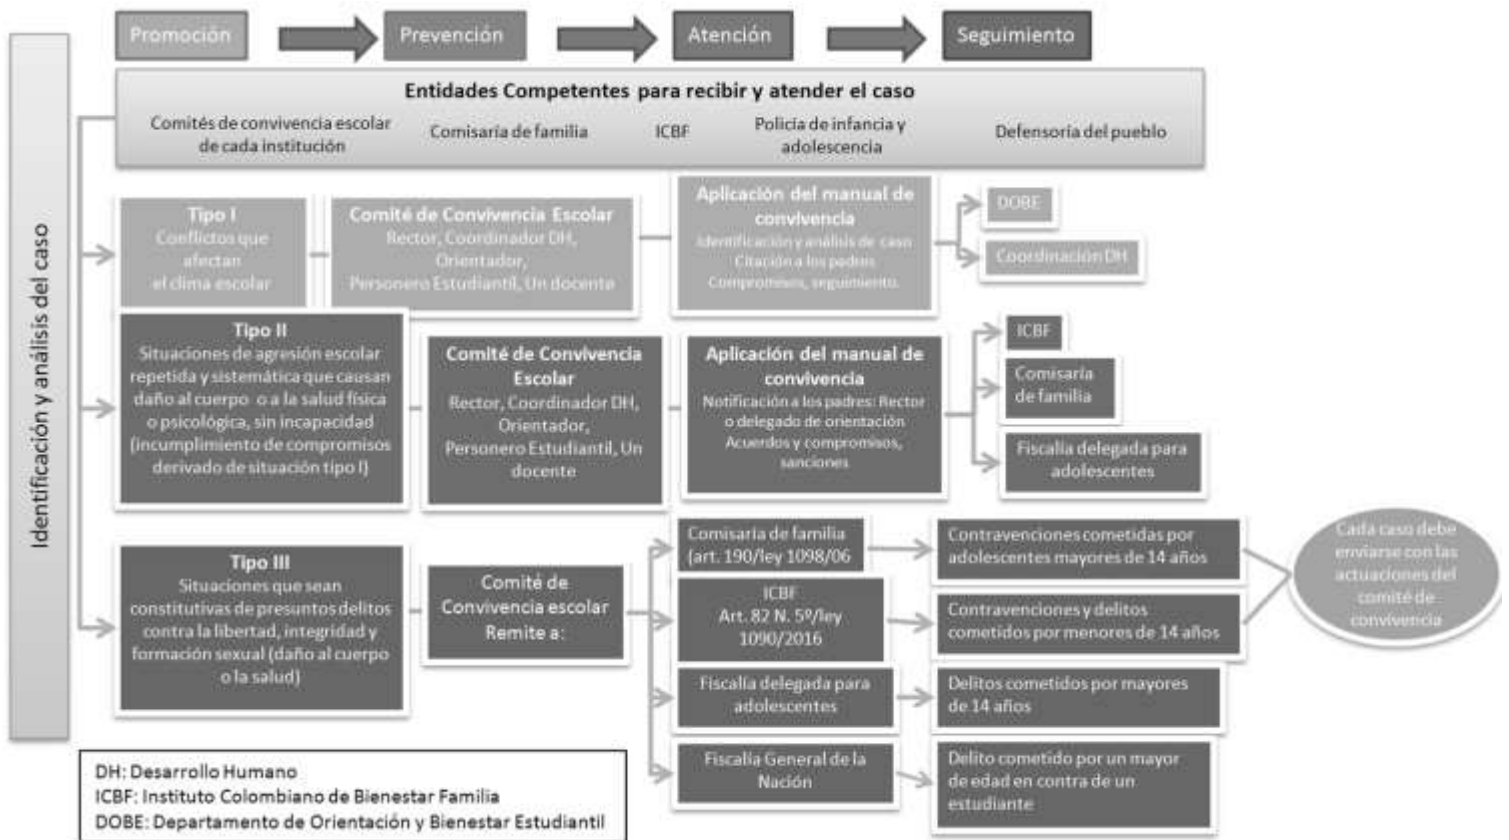 Promoción
Prevención
Atención
Seguimiento
Identificación y análisis del caso
Entidades Competentes para recibir y atender el caso
Comités de convivencia escolar
de cada institución
Comisaría de familia
ICBF
Policía de infancia y
adolescencia
Defensoría del pueblo
Tipo I
Conflictos que
afectan
el clima escolar
Comité de Convivencia Escolar
Rector, Coordinador DH,
Orientador,
Personero Estudiantil, Un docente
Aplicación del manual de
convivencia
Identificación y análisis de caso
Citación a los padres
Compromisos, seguimiento.
DOBE
Coordinación DH
Tipo II
Situaciones de agresión escolar
repetida y sistemática que causan
daño al cuerpo o a la salud física
o psicológica, sin incapacidad
(incumplimiento de compromisos
derivado de situación tipo I)
Comité de Convivencia
Escolar
Rector, Coordinador DH,
Orientador,
Personero Estudiantil, Un
docente
Aplicación del manual de
convivencia
Notificación a los padres: Rector
o delegado de orientación
Acuerdos y compromisos,
sanciones
ICBF
Comisaría
de familia
Fiscalía delegada para
adolescentes
Tipo III
Situaciones que sean
constitutivas de presuntos delitos
contra la libertad, integridad y
formación sexual (daño al cuerpo
o la salud)
Comité de
Convivencia escolar
Remite a:
Comisaría de familia
(art. 190/ley 1098/06
Contravenciones cometidas por
adolescentes mayores de 14 años
ICBF
Art. 82 N. 5º/ley
1090/2016
Contravenciones y delitos
cometidos por menores de 14 años
Fiscalía delegada para
adolescentes
Delitos cometidos por mayores
de 14 años
Fiscalía General de la
Nación
Delito cometido por un mayor
de edad en contra de un
estudiante
Cada caso debe
enviarse con las
actuaciones del
comité de
convivencia
DH: Desarrollo Humano
ICBF: Instituto Colombiano de Bienestar Familia
DOBE: Departamento de Orientación y Bienestar Estudiantil